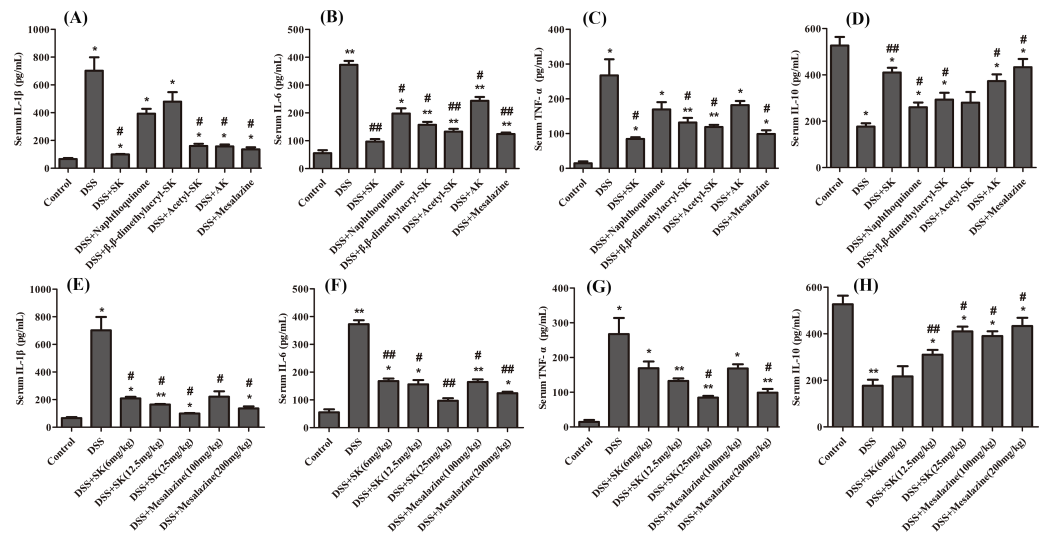 (A)
Serum IL-1β (pg/mL)
1000
800
600
400
200
0
*
#
*
*
*
#
*
#
*
#
*
Control
DSS
DSS+SK
DSS+Naphthoquinone
DSS+β,β-dimethylacryl-SK
DSS+Acetyl-SK
DSS+AK
DSS+Mesalazine
(B)
Serum IL-6 (pg/mL)
500
400
300
200
100
0
**
##
#
*
#
**
##
**
#
**
##
**
Control
DSS
DSS+SK
DSS+Naphthoquinone
DSS+β,β-dimethylacryl-SK
DSS+Acetyl-SK
DSS+AK
DSS+Mesalazine
(C)
Serum TNF- α (pg/mL)
400
300
200
100
0
*
#
*
*
#
**
#
**
*
#
*
Control
DSS
DSS+SK
DSS+Naphthoquinone
DSS+β,β-dimethylacryl-SK
DSS+Acetyl-SK
DSS+AK
DSS+Mesalazine
(D)
Serum IL-10 (pg/mL)
600
400
200
0
*
##
*
#
*
#
*
#
*
#
*
Control
DSS
DSS+SK
DSS+Naphthoquinone
DSS+β,β-dimethylacryl-SK
DSS+Acetyl-SK
DSS+AK
DSS+Mesalazine
(E)
Serum IL-1β (pg/mL)
1000
800
600
400
200
0
*
#
*
#
**
#
*
#
#
*
Control
DSS
DSS+SK(6mg/kg)
DSS+SK(12.5mg/kg)
DSS+SK(25mg/kg)
DSS+Mesalazine(100mg/kg)
DSS+Mesalazine(200mg/kg)
(F)
Serum IL-6 (pg/mL)
500
400
300
200
100
0
**
##
*
#
*
##
#
**
##
*
Control
DSS
DSS+SK(6mg/kg)
DSS+SK(12.5mg/kg)
DSS+SK(25mg/kg)
DSS+Mesalazine(100mg/kg)
DSS+Mesalazine(200mg/kg)
(G)
Serum TNF- α (pg/mL)
400
300
200
100
0
*
*
**
#
**
*
#
**
Control
DSS
DSS+SK(6mg/kg)
DSS+SK(12.5mg/kg)
DSS+SK(25mg/kg)
DSS+Mesalazine(100mg/kg)
DSS+Mesalazine(200mg/kg)
(H)
Serum IL-10 (pg/mL)
600
400
200
0
**
##
*
#
*
#
*
#
*
Control
DSS
DSS+SK(6mg/kg)
DSS+SK(12.5mg/kg)
DSS+SK(25mg/kg)
DSS+Mesalazine(100mg/kg)
DSS+Mesalazine(200mg/kg)